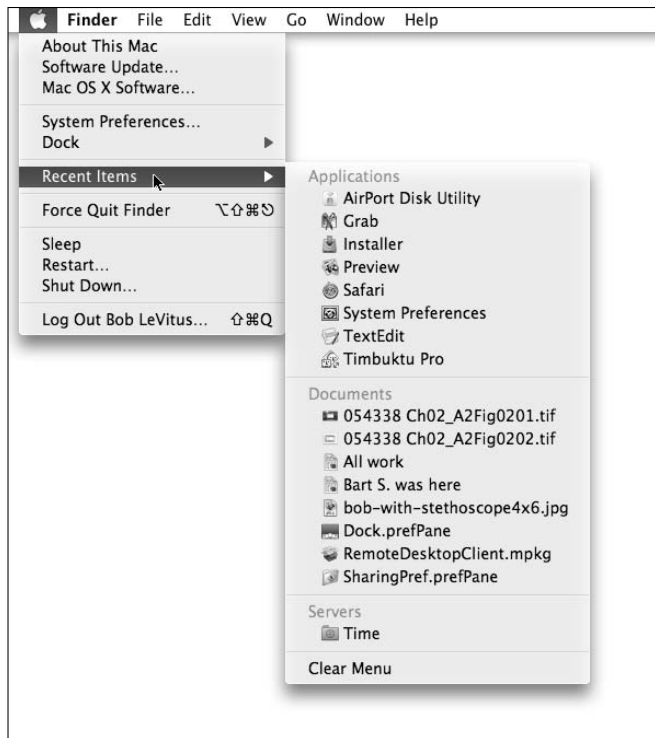 Finder File Edit View Go Window Help
About This Mac
Software Update...
Mac OS X Software...
System Preferences...
Dock
Recent Items
Force Quit Finder ⌥⇧⌘⎋
Sleep
Restart...
Shut Down...
Log Out Bob LeVitus... ⇧⌘Q
Applications
AirPort Disk Utility
Grab
Installer
Preview
Safari
System Preferences
TextEdit
Timbuktu Pro
Documents
054338 Ch02_A2Fig0201.tif
054338 Ch02_A2Fig0202.tif
All work
Bart S. was here
bob-with-stethoscope4x6.jpg
Dock.prefPane
RemoteDesktopClient.mpkg
SharingPref.prefPane
Servers
Time
Clear Menu